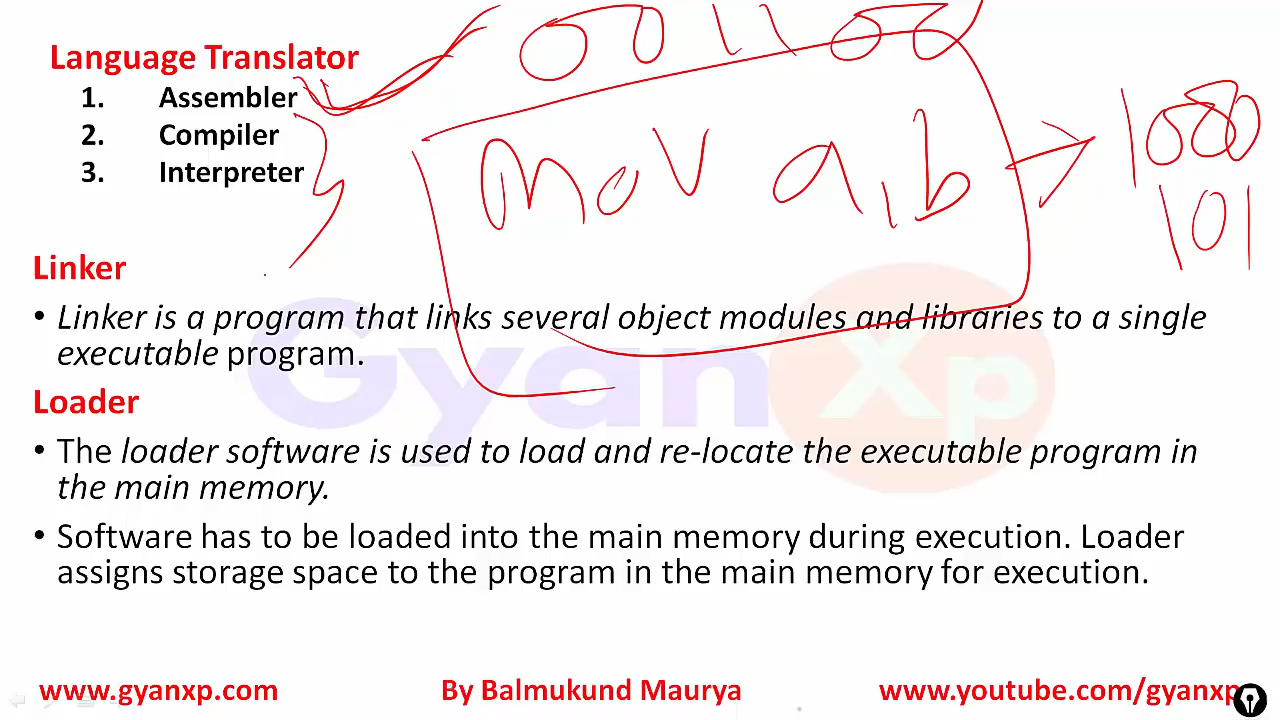 001100
Language Translator
1. Assembler
2. Compiler
3. Interpreter
mov a,b
1000
101
Linker
• Linker is a program that links several object modules and libraries to a single
executable program.
Loader
• The loader software is used to load and re-locate the executable program in
the main memory.
• Software has to be loaded into the main memory during execution. Loader
assigns storage space to the program in the main memory for execution.
GyanXp
www.gyanxp.com By Balmukund Maurya www.youtube.com/gyanxp